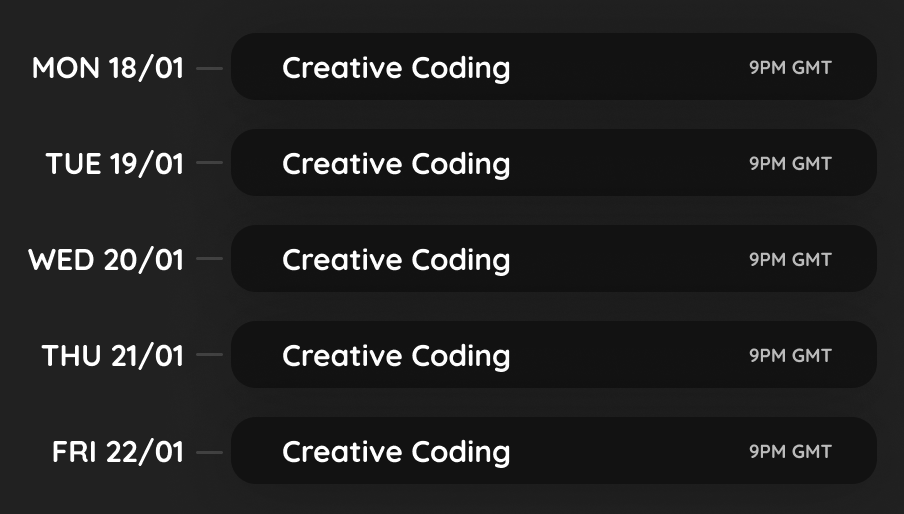 MON 18/01 Creative Coding 9PM GMT
TUE 19/01 Creative Coding 9PM GMT
WED 20/01 Creative Coding 9PM GMT
THU 21/01 Creative Coding 9PM GMT
FRI 22/01 Creative Coding 9PM GMT